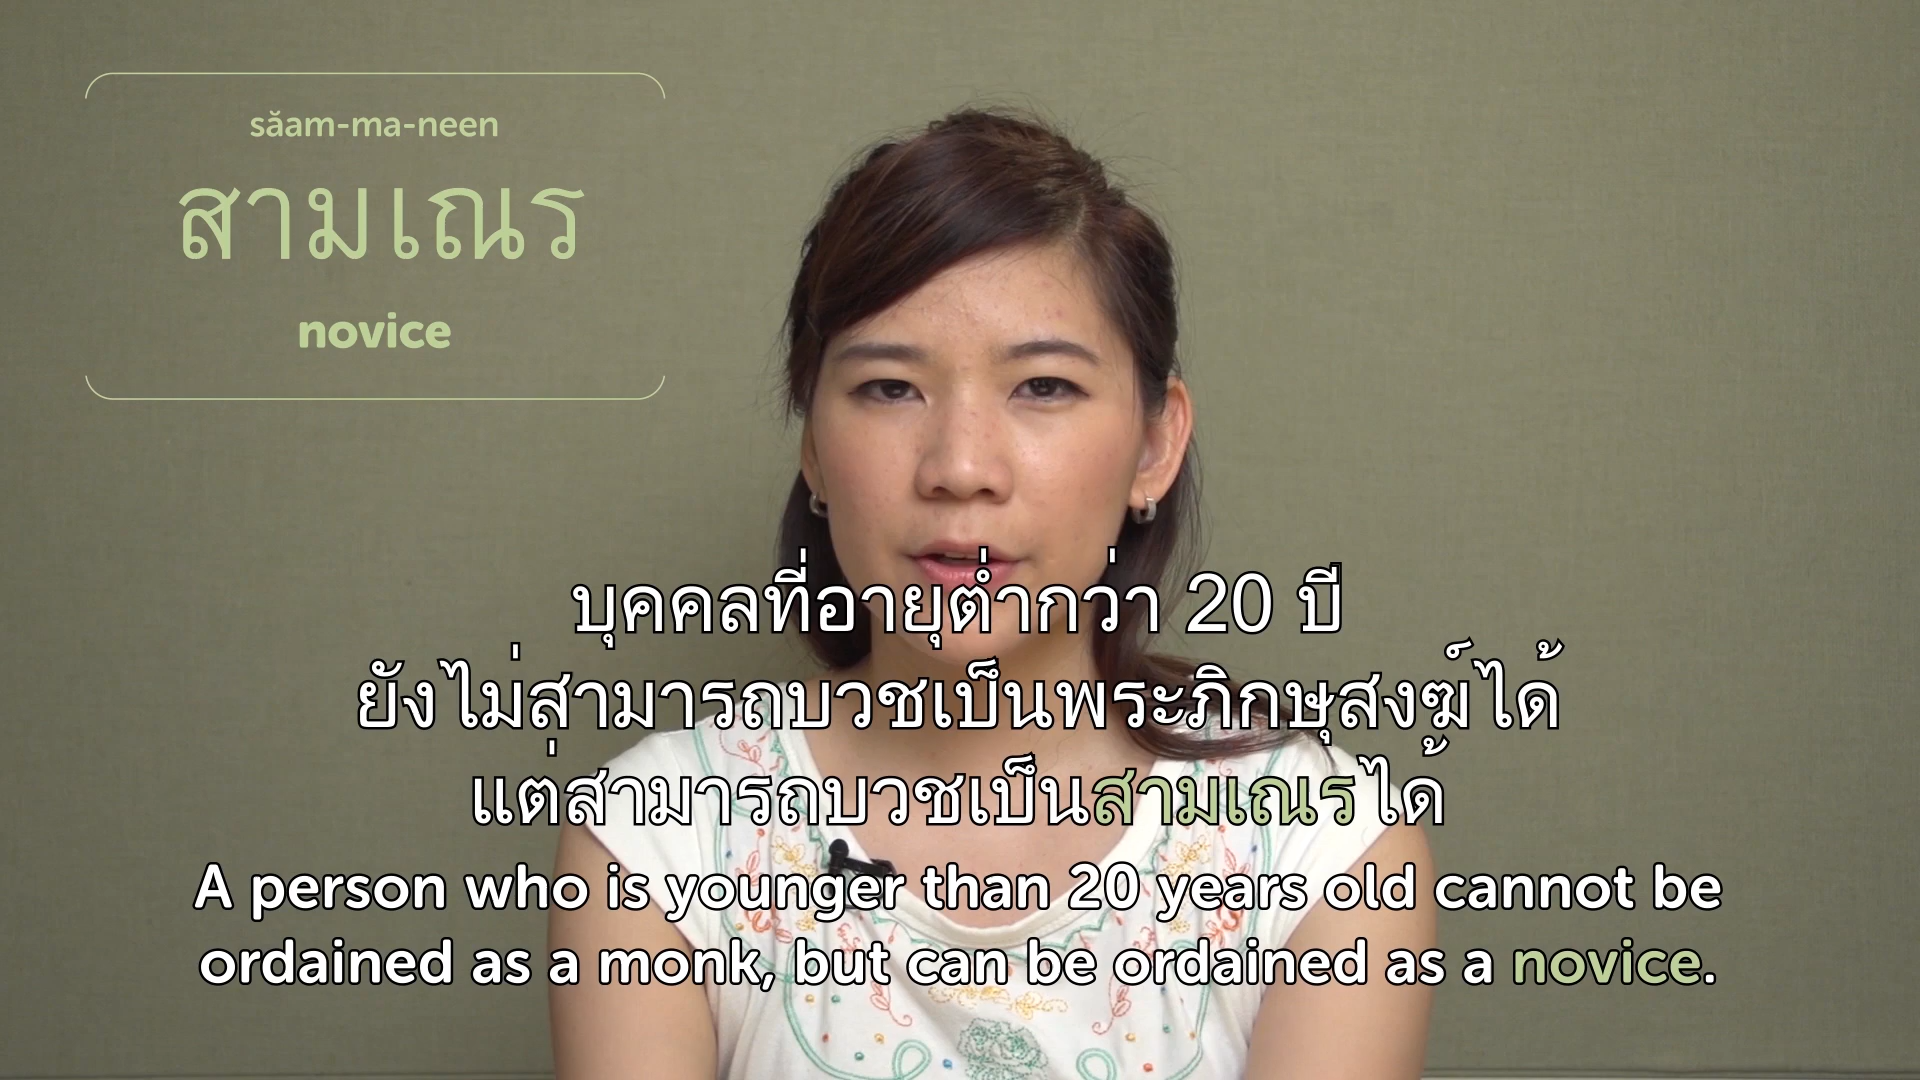 sǎam-ma-neen
สามเณร
novice
บุคคลที่อายุต่ำกว่า 20 ปี
ยังไม่สามารถบวชเป็นพระภิกษุสงฆ์ได้
แต่สามารถบวชเป็นสามเณรได้
A person who is younger than 20 years old cannot be
ordained as a monk, but can be ordained as a novice.